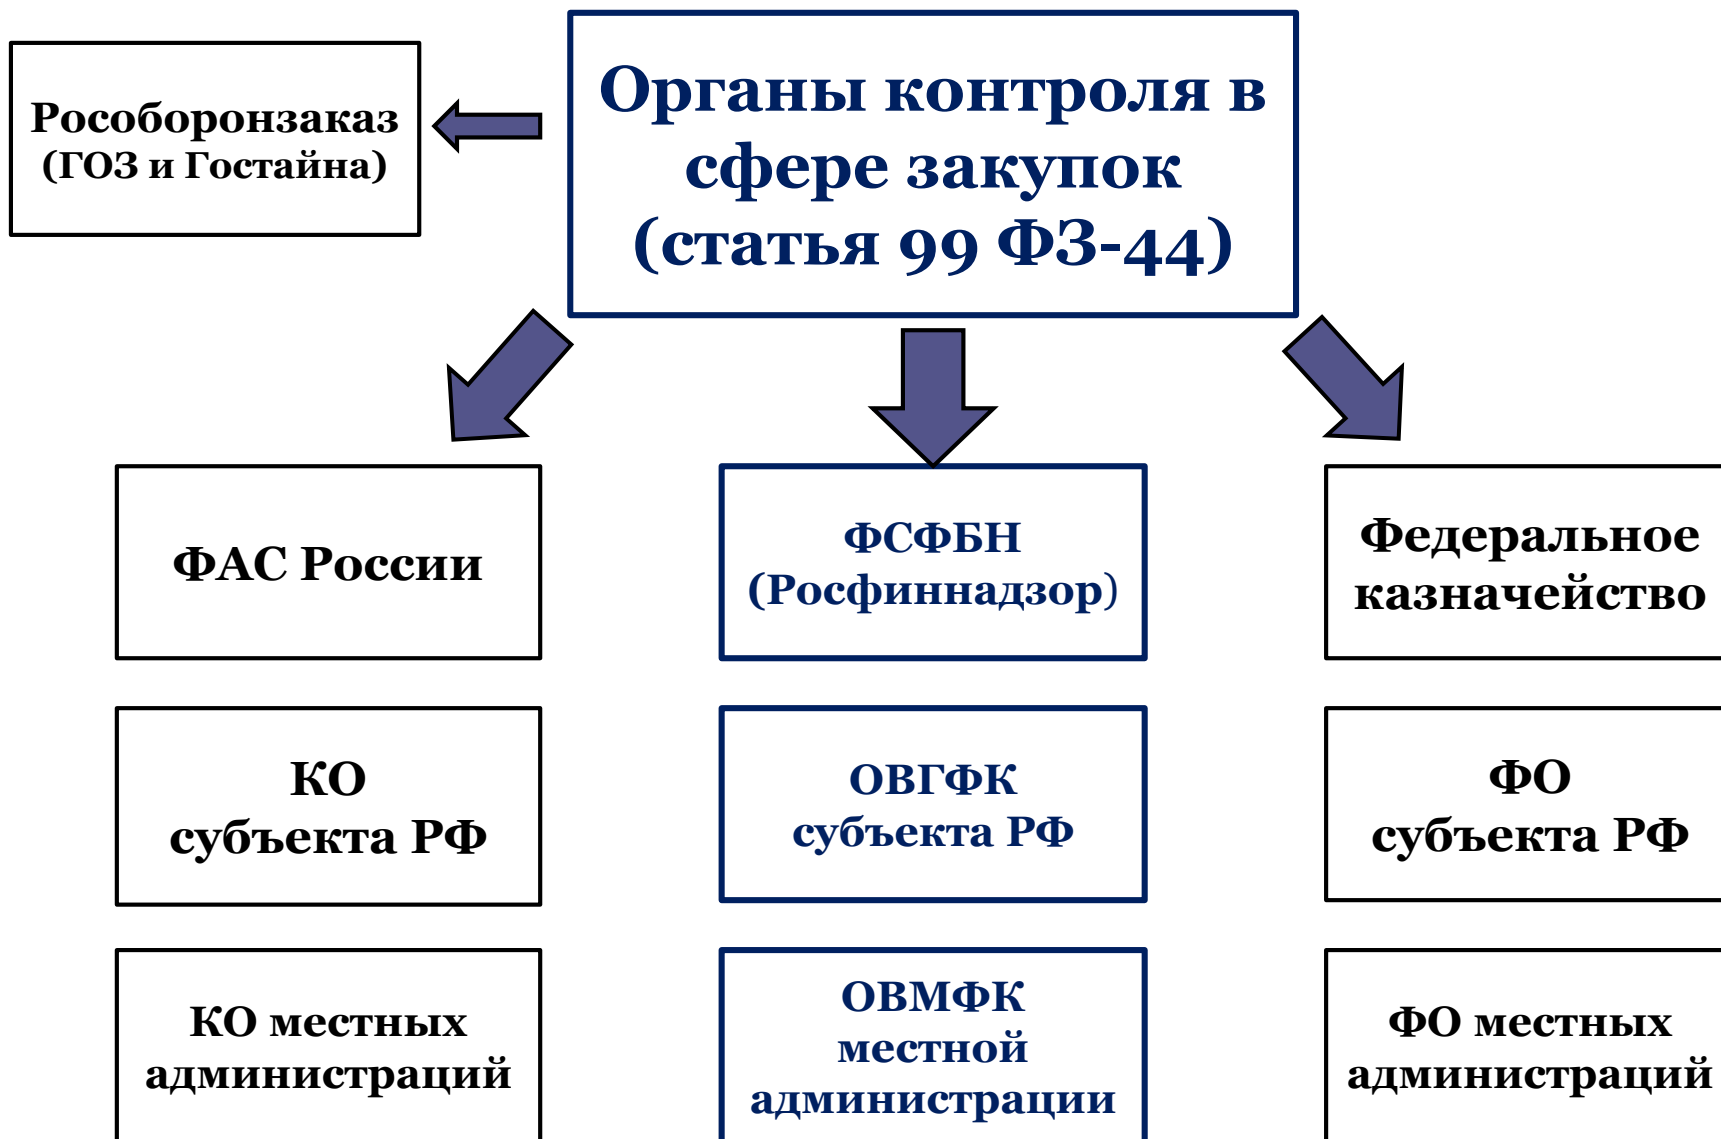 Рособоронзаказ
(ГОЗ и Гостайна)
Органы контроля в
сфере закупок
(статья 99 ФЗ-44)
ФАС России
ФСФБН
(Росфиннадзор)
Федеральное
казначейство
КО
субъекта РФ
ОВГФК
субъекта РФ
ФО
субъекта РФ
КО местных
администраций
ОВМФК
местной
администрации
ФО местных
администраций